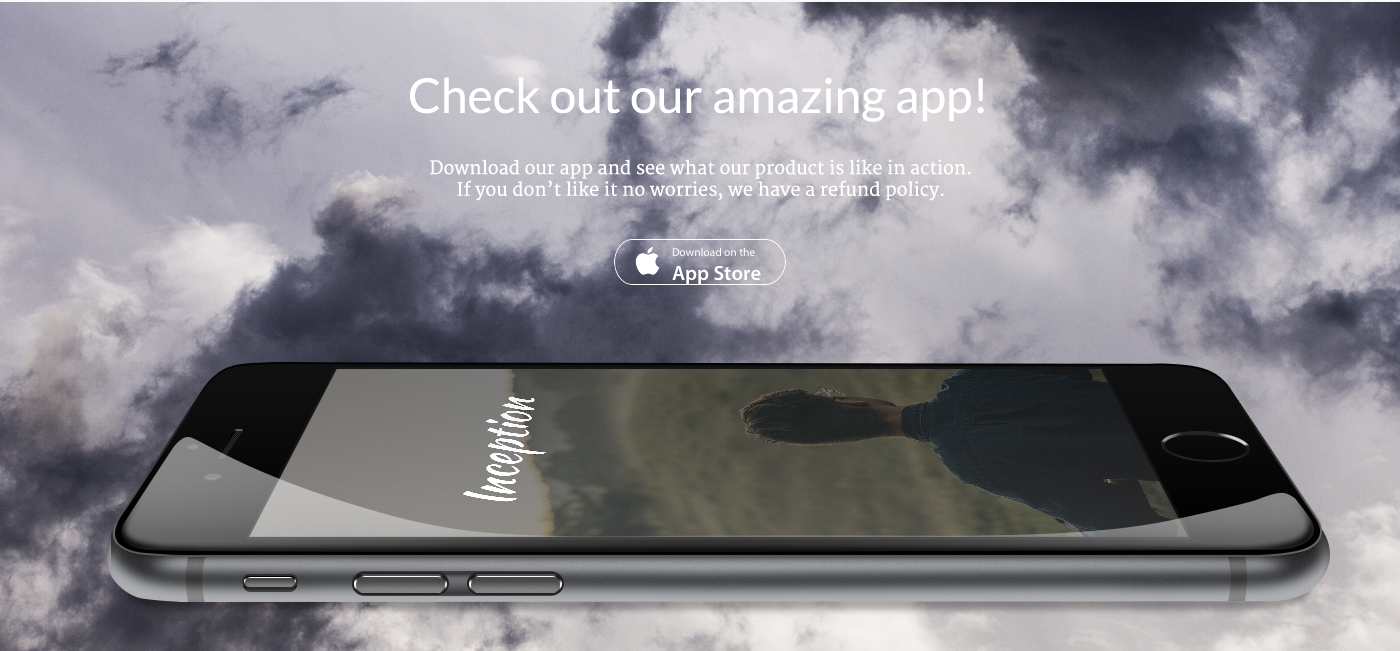 Check out our amazing app!
Download our app and see what our product is like in action.
If you don’t like it no worries, we have a refund policy.
Download on the
App Store
Inception